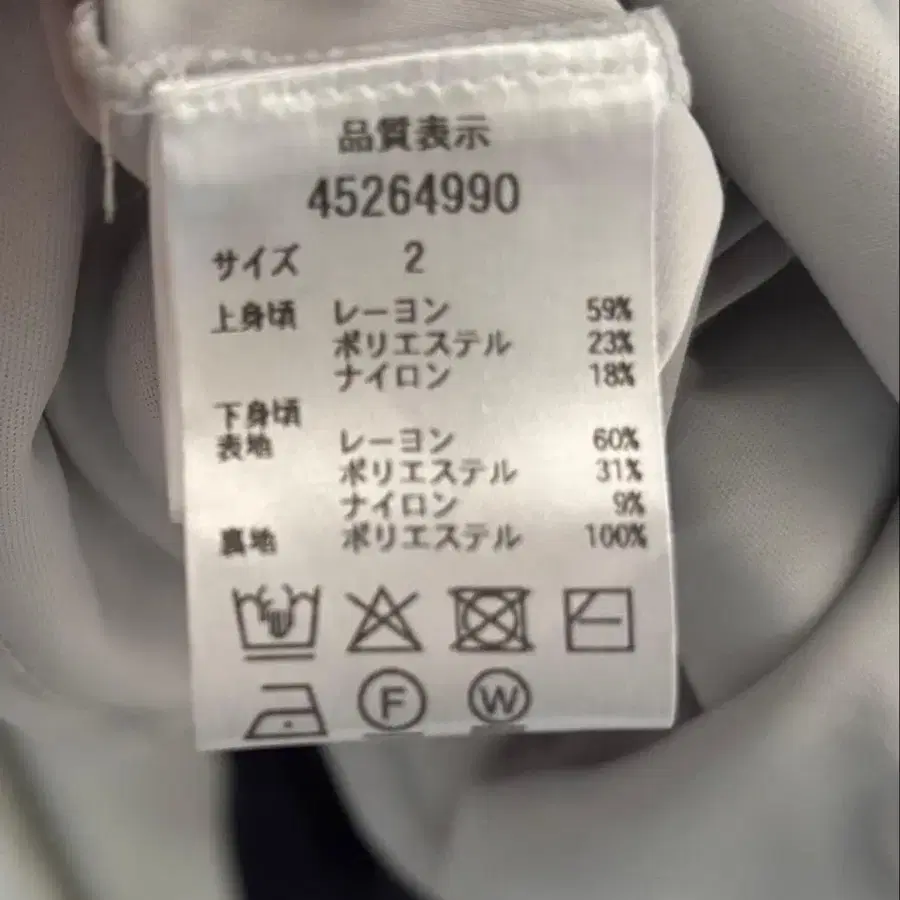 品質表示
45264990
サイズ 2
上身頃 レーヨン 59%
ポリエステル 23%
ナイロン 18%
下身頃
表地 レーヨン 60%
ポリエステル 31%
ナイロン 9%
裏地 ポリエステル 100%
F W